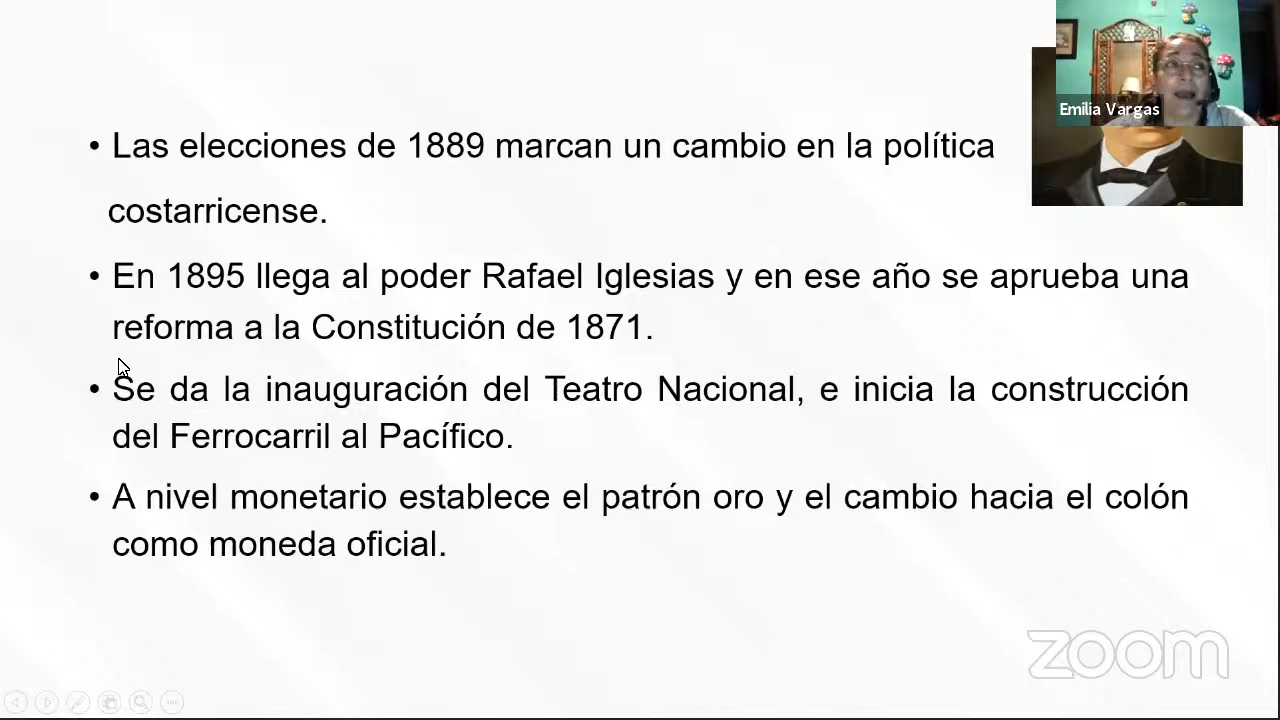 Emilia Vargas
• Las elecciones de 1889 marcan un cambio en la política
costarricense.
• En 1895 llega al poder Rafael Iglesias y en ese año se aprueba una
reforma a la Constitución de 1871.
• Se da la inauguración del Teatro Nacional, e inicia la construcción
del Ferrocarril al Pacífico.
• A nivel monetario establece el patrón oro y el cambio hacia el colón
como moneda oficial.
zoom